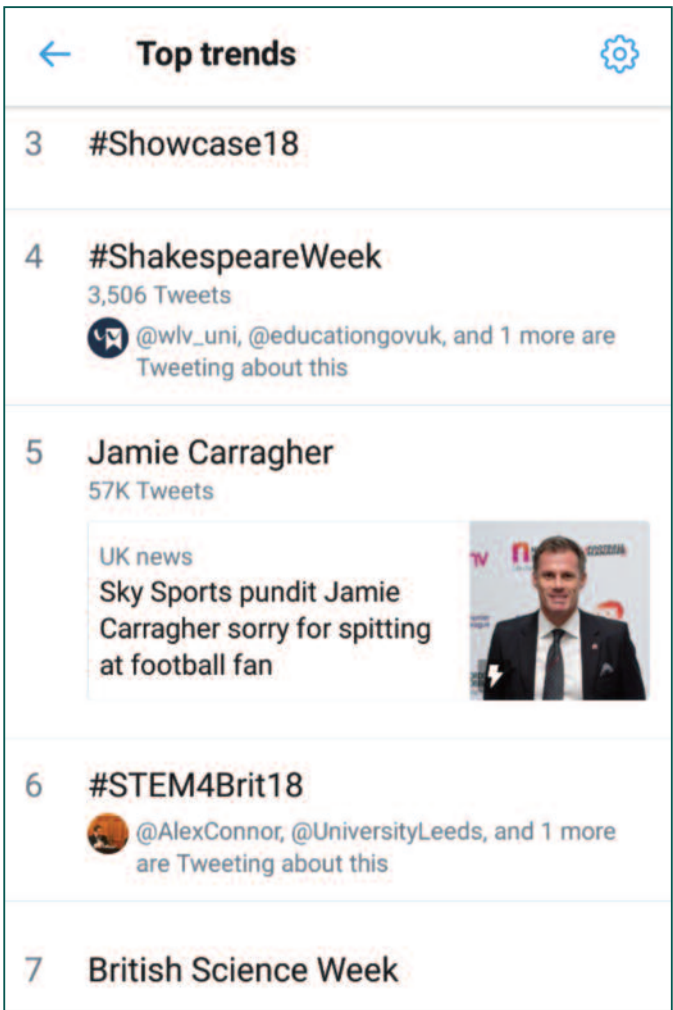 Top trends
3 #Showcase18
4 #ShakespeareWeek
3,506 Tweets
@wlv_uni, @educationgovuk, and 1 more are
Tweeting about this
5 Jamie Carragher
57K Tweets
UK news
Sky Sports pundit Jamie
Carragher sorry for spitting
at football fan
6 #STEM4Brit18
@AlexConnor, @UniversityLeeds, and 1 more
are Tweeting about this
7 British Science Week